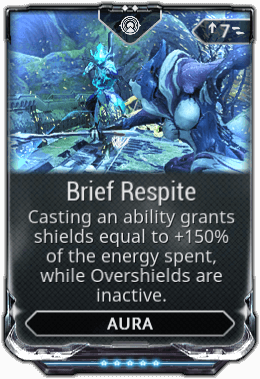 7
Brief Respite
Casting an ability grants
shields equal to +150%
of the energy spent,
while Overshields are
inactive.
AURA